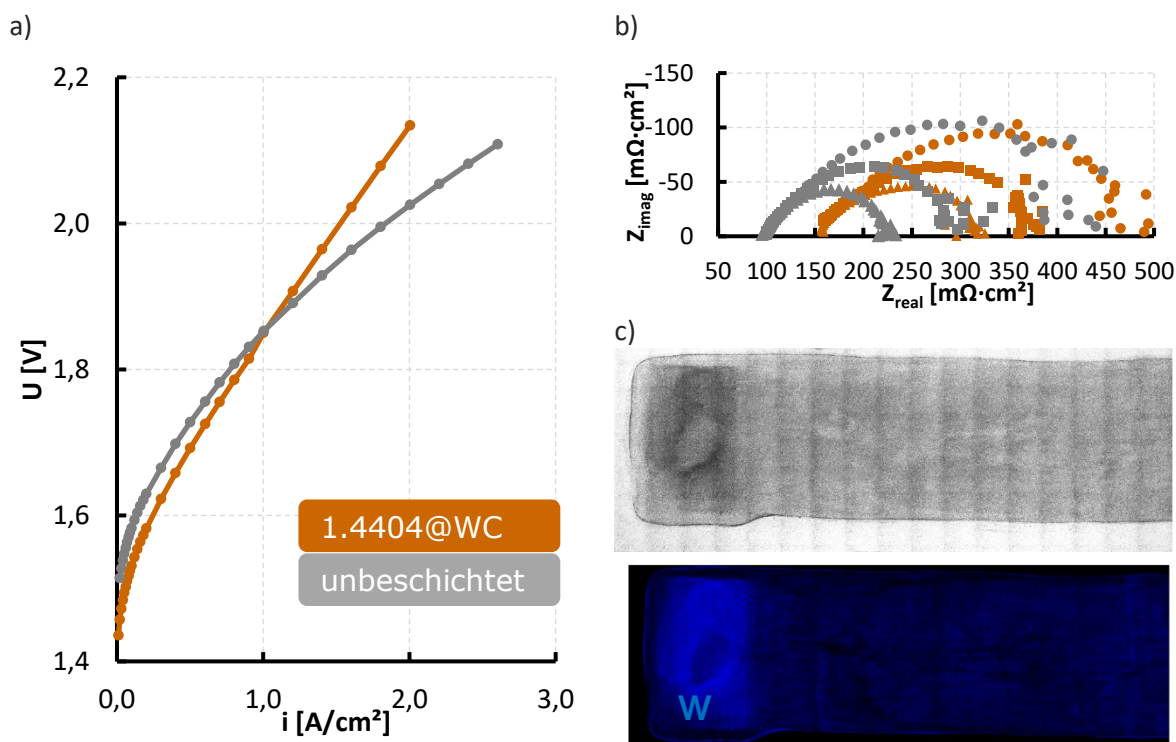 a)
2,2
2,0
1,8
1,6
1,4
U [V]
0,0 1,0 2,0 3,0
i [A/cm²]
1.4404@WC
unbeschichtet
b)
-150
-100
-50
0
Z_imag [mΩ·cm²]
50 100 150 200 250 300 350 400 450 500
Z_real [mΩ·cm²]
c)
W